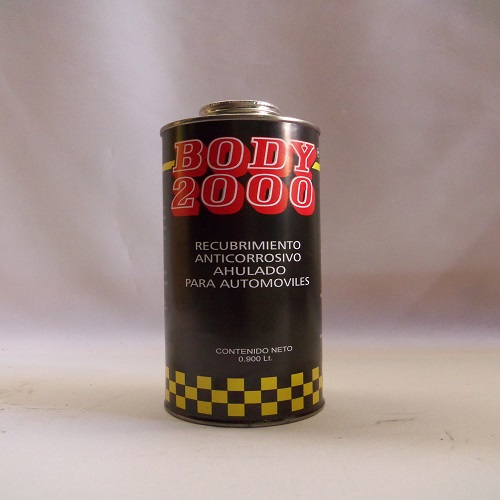 BODY
2000
RECUBRIMIENTO
ANTICORROSIVO
AHULADO
PARA AUTOMOVILES
CONTENIDO NETO
0.900 Lt.